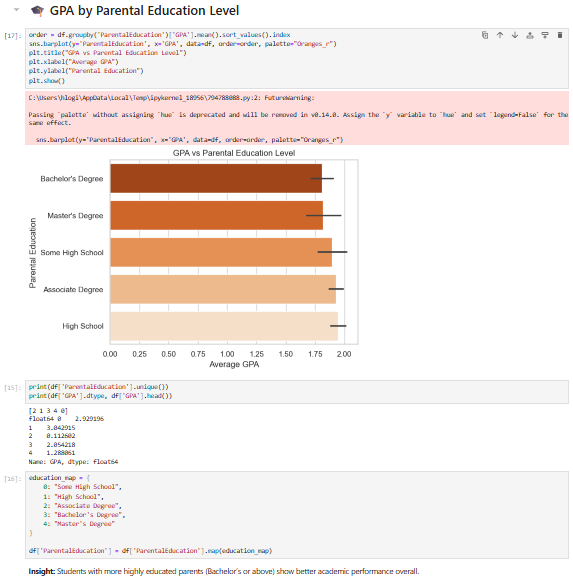 🎓 GPA by Parental Education Level
[17]: order = df.groupby('ParentalEducation')['GPA'].mean().sort_values().index
sns.barplot(y='ParentalEducation', x='GPA', data=df, order=order, palette="Oranges_r")
plt.title("GPA vs Parental Education Level")
plt.xlabel("Average GPA")
plt.ylabel("Parental Education")
plt.show()
C:\Users\hlogi\AppData\Local\Temp\ipykernel_18956\794788088.py:2: FutureWarning:
Passing `palette` without assigning `hue` is deprecated and will be removed in v0.14.0. Assign the `y` variable to `hue` and set `legend=False` for the
same effect.
sns.barplot(y='ParentalEducation', x='GPA', data=df, order=order, palette="Oranges_r")
GPA vs Parental Education Level
Parental Education
Bachelor's Degree
Master's Degree
Some High School
Associate Degree
High School
0.00 0.25 0.50 0.75 1.00 1.25 1.50 1.75 2.00
Average GPA
[15]: print(df['ParentalEducation'].unique())
print(df['GPA'].dtype, df['GPA'].head())
[2 1 3 4 0]
float64 0 2.929196
1 3.042915
2 0.112602
3 2.054218
4 1.288061
Name: GPA, dtype: float64
[16]: education_map = {
0: "Some High School",
1: "High School",
2: "Associate Degree",
3: "Bachelor's Degree",
4: "Master's Degree"
}
df['ParentalEducation'] = df['ParentalEducation'].map(education_map)
Insight: Students with more highly educated parents (Bachelor's or above) show better academic performance overall.